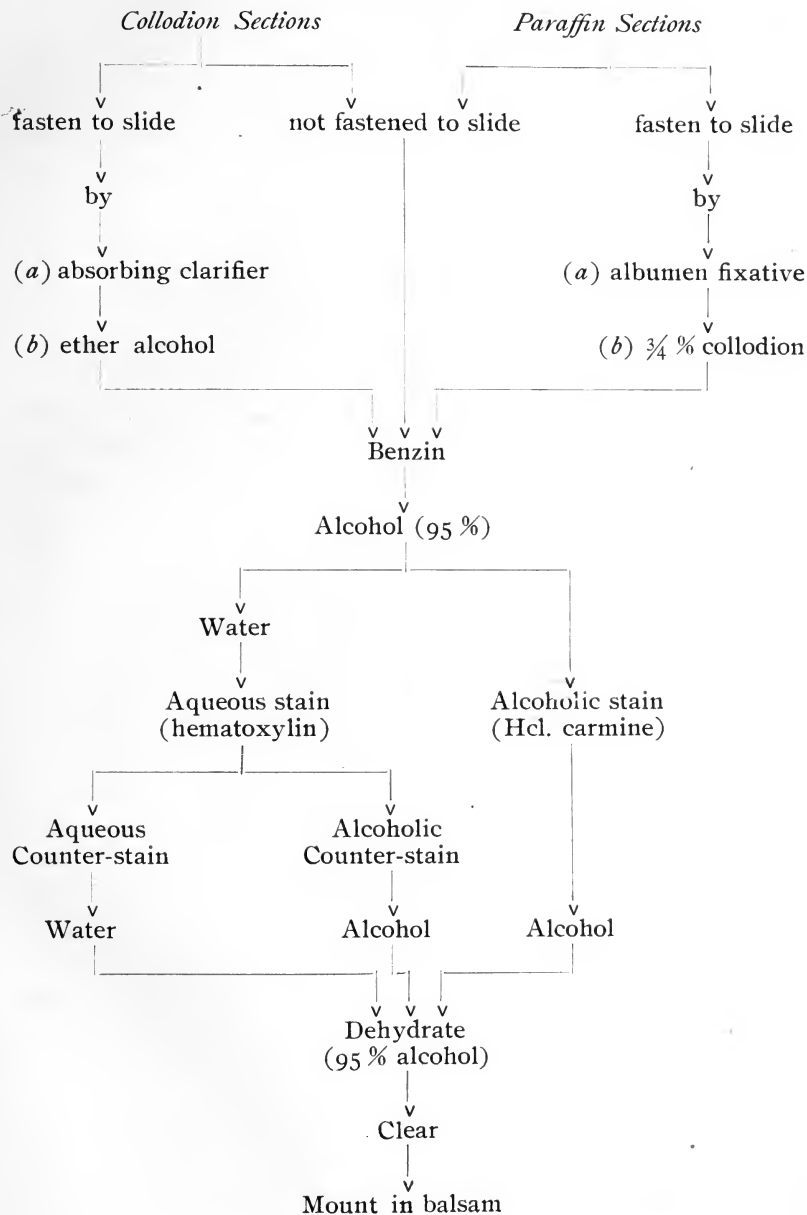 Collodion Sections Paraffin Sections
fasten to slide not fastened to slide fasten to slide
by by
(a) absorbing clarifier (a) albumen fixative
(b) ether alcohol (b) ¾ % collodion
Benzin
Alcohol (95 %)
Water
Aqueous stain Alcoholic stain
(hematoxylin) (Hcl. carmine)
Aqueous Alcoholic
Counter-stain Counter-stain
Water Alcohol Alcohol
Dehydrate
(95 % alcohol)
Clear
Mount in balsam